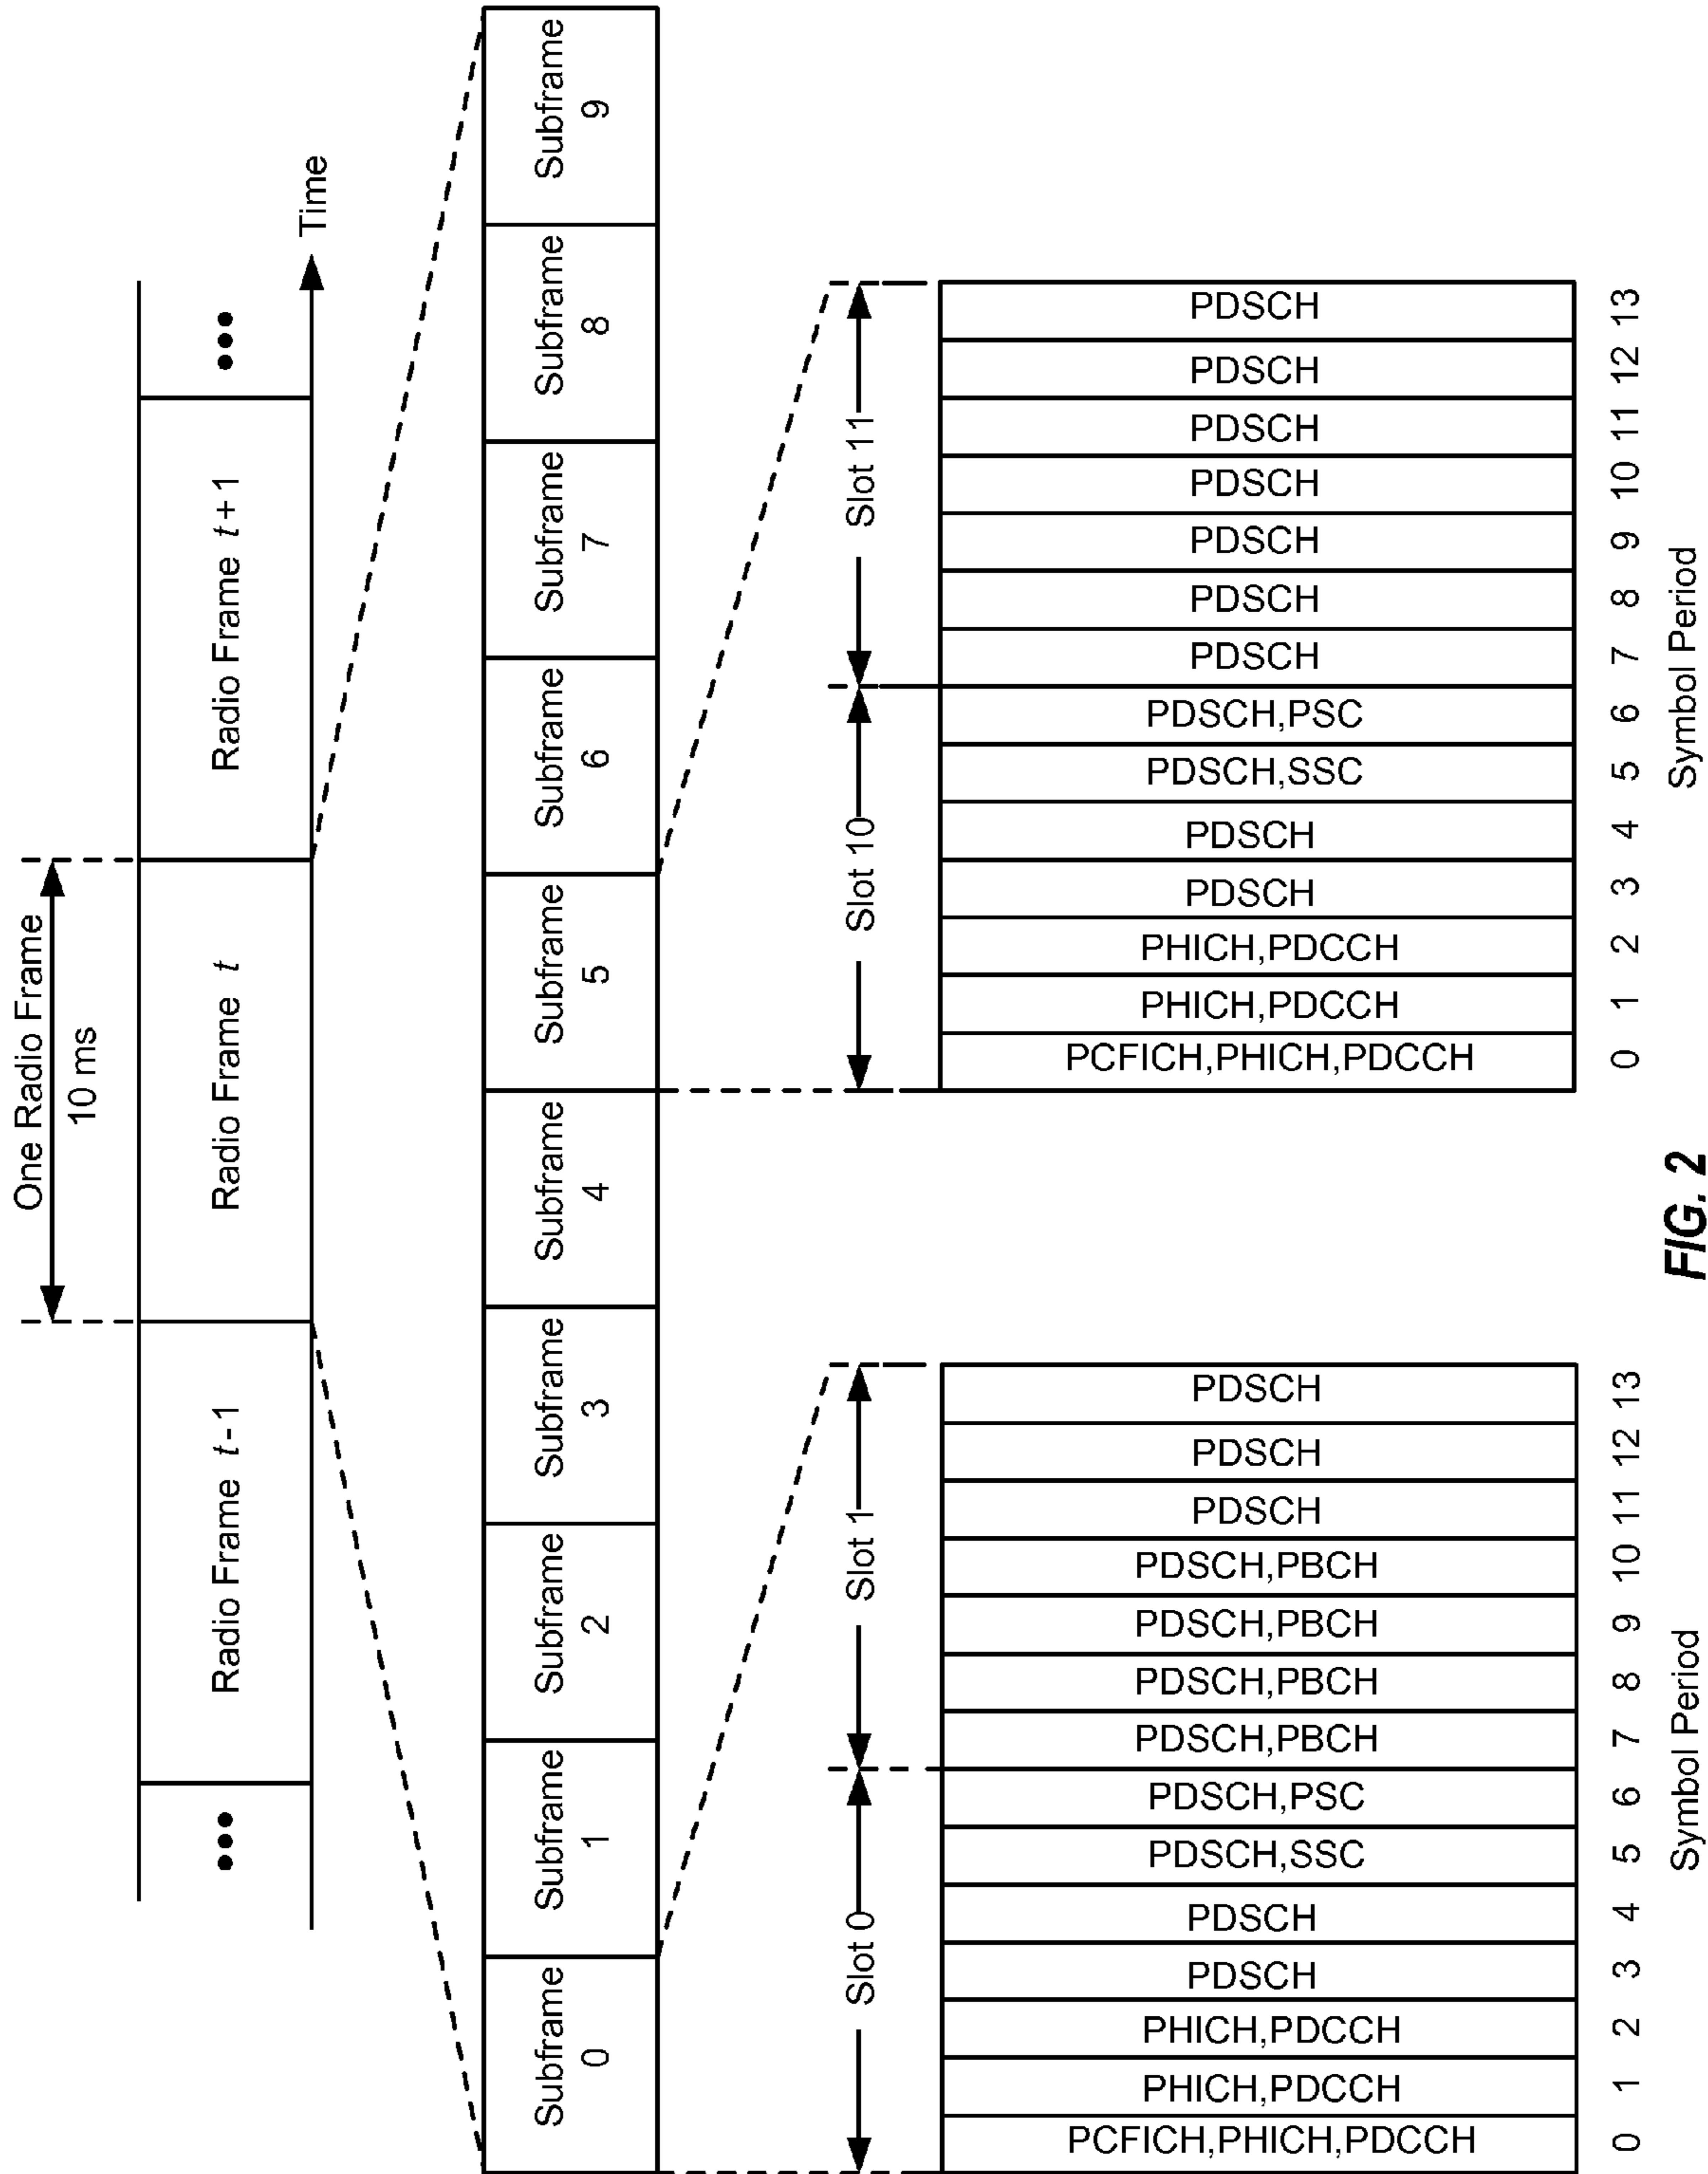 One Radio Frame
10 ms
Radio Frame t-1
Radio Frame t
Radio Frame t+1
Time
Subframe
0
Subframe
1
Subframe
2
Subframe
3
Subframe
4
Subframe
5
Subframe
6
Subframe
7
Subframe
8
Subframe
9
Slot 0
Slot 1
Slot 10
Slot 11
PCFICH,PHICH,PDCCH
PHICH,PDCCH
PHICH,PDCCH
PDSCH
PDSCH
PDSCH,SSC
PDSCH,PSC
PDSCH,PBCH
PDSCH,PBCH
PDSCH,PBCH
PDSCH,PBCH
PDSCH
PDSCH
PDSCH
0 1 2 3 4 5 6 7 8 9 10 11 12 13
Symbol Period
PCFICH,PHICH,PDCCH
PHICH,PDCCH
PHICH,PDCCH
PDSCH
PDSCH
PDSCH,SSC
PDSCH,PSC
PDSCH
PDSCH
PDSCH
PDSCH
PDSCH
PDSCH
PDSCH
0 1 2 3 4 5 6 7 8 9 10 11 12 13
Symbol Period
FIG. 2